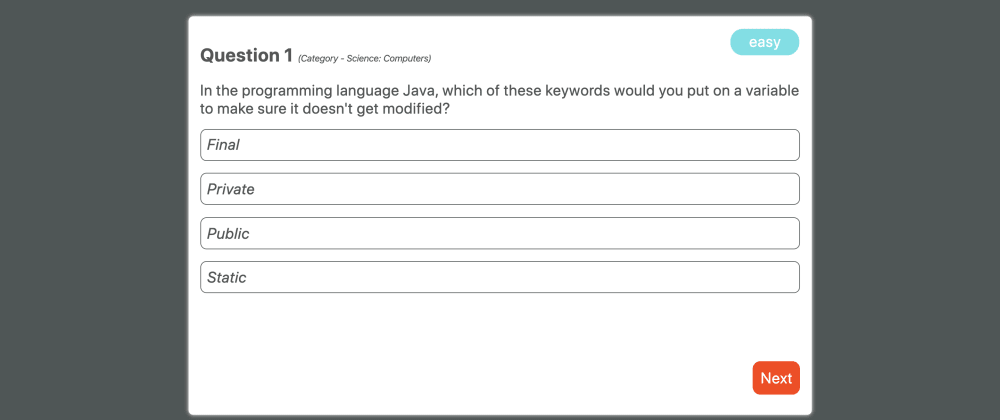 easy
Question 1 (Category - Science: Computers)
In the programming language Java, which of these keywords would you put on a variable
to make sure it doesn't get modified?
Final
Private
Public
Static
Next